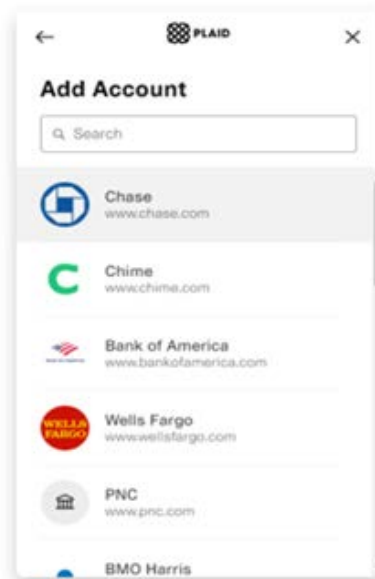 PLAID
Add Account
Search
Chase
www.chase.com
Chime
www.chime.com
Bank of America
www.bankofamerica.com
WELLS
FARGO
Wells Fargo
www.wellsfargo.com
PNC
www.pnc.com
BMO Harris